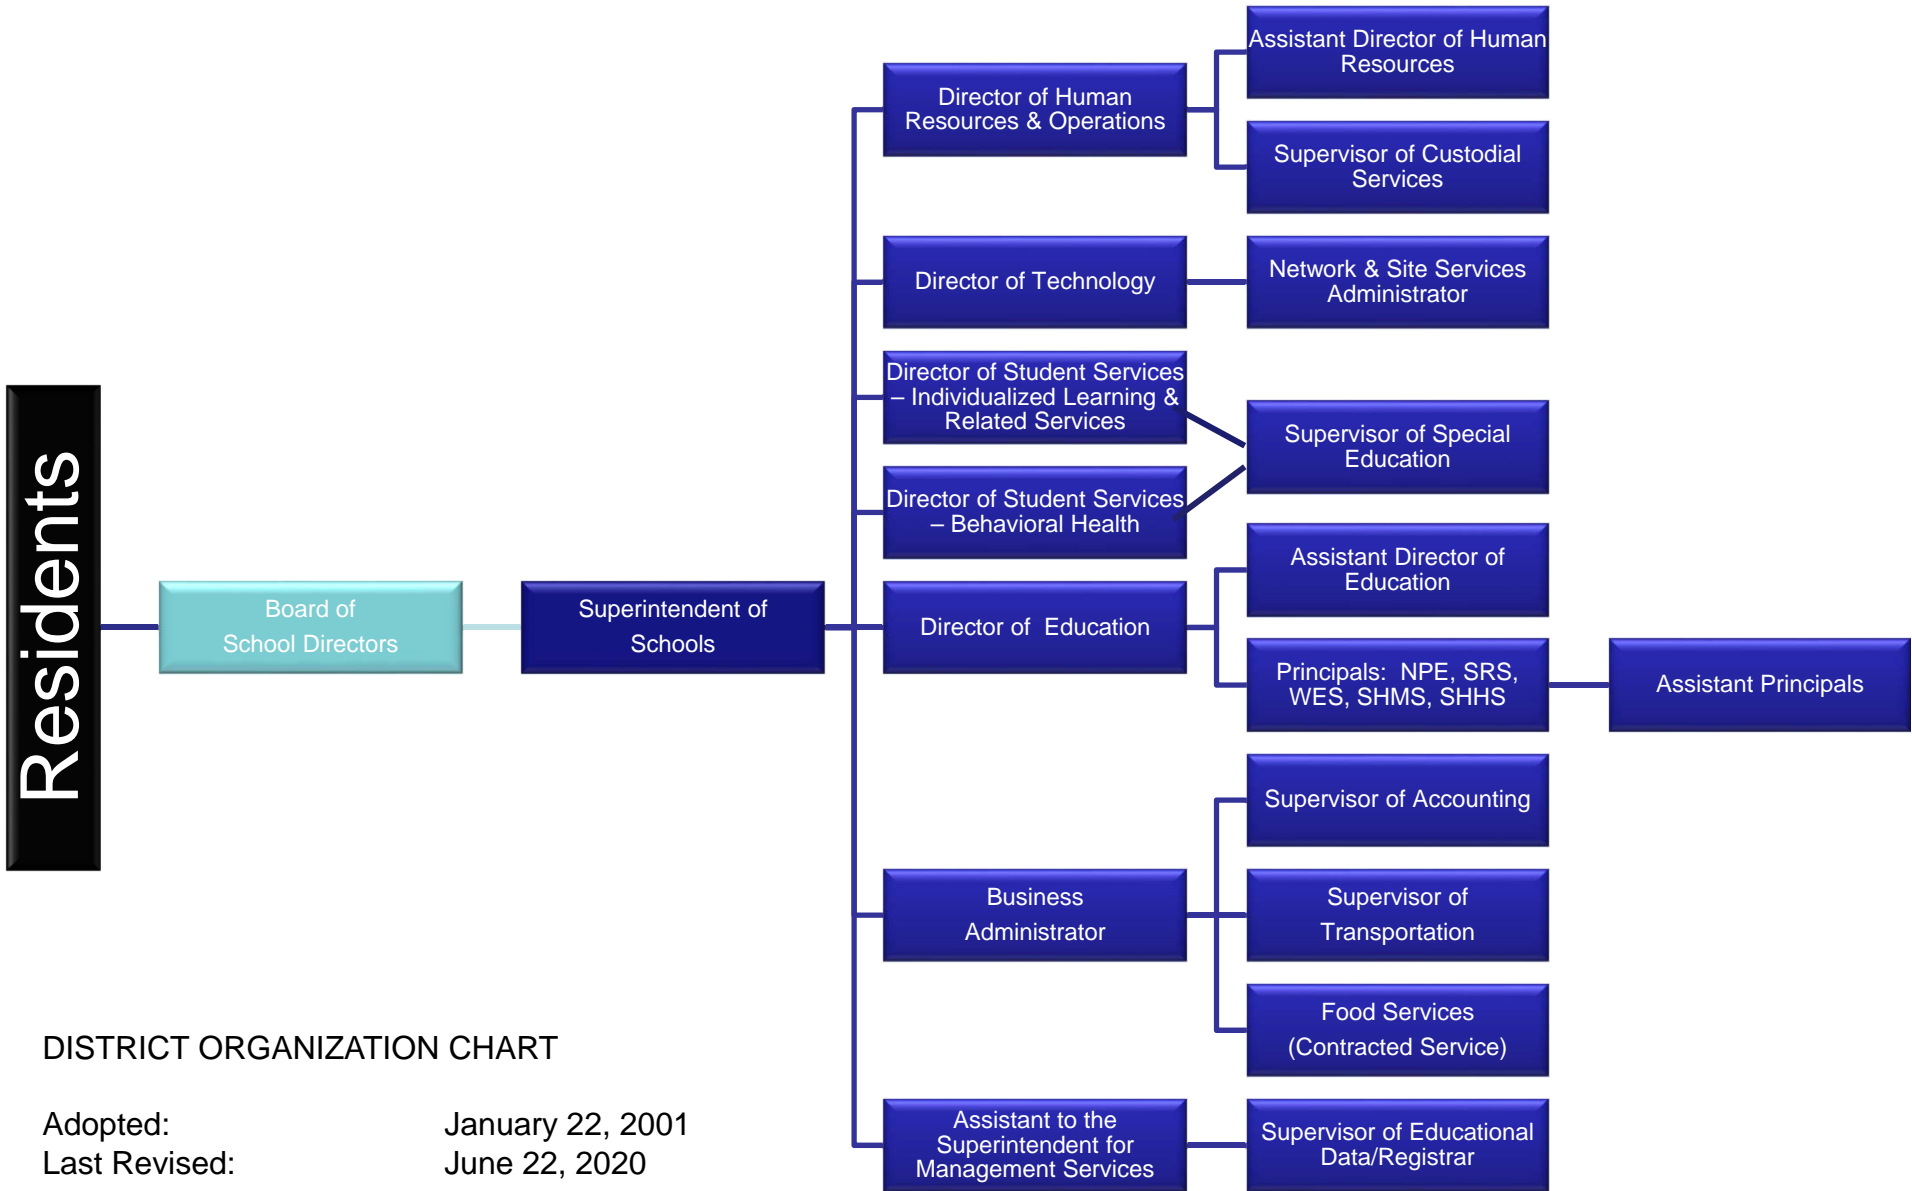 Residents
Board of
School Directors
Superintendent of
Schools
Director of Human
Resources & Operations
Assistant Director of Human
Resources
Supervisor of Custodial
Services
Director of Technology
Network & Site Services
Administrator
Director of Student Services
– Individualized Learning &
Related Services
Director of Student Services
– Behavioral Health
Supervisor of Special
Education
Director of  Education
Assistant Director of
Education
Principals:  NPE, SRS,
WES, SHMS, SHHS
Assistant Principals
Business
Administrator
Supervisor of Accounting
Supervisor of
Transportation
Food Services
(Contracted Service)
Assistant to the
Superintendent for
Management Services
Supervisor of Educational
Data/Registrar
DISTRICT ORGANIZATION CHART
Adopted: January 22, 2001
Last Revised: June 22, 2020